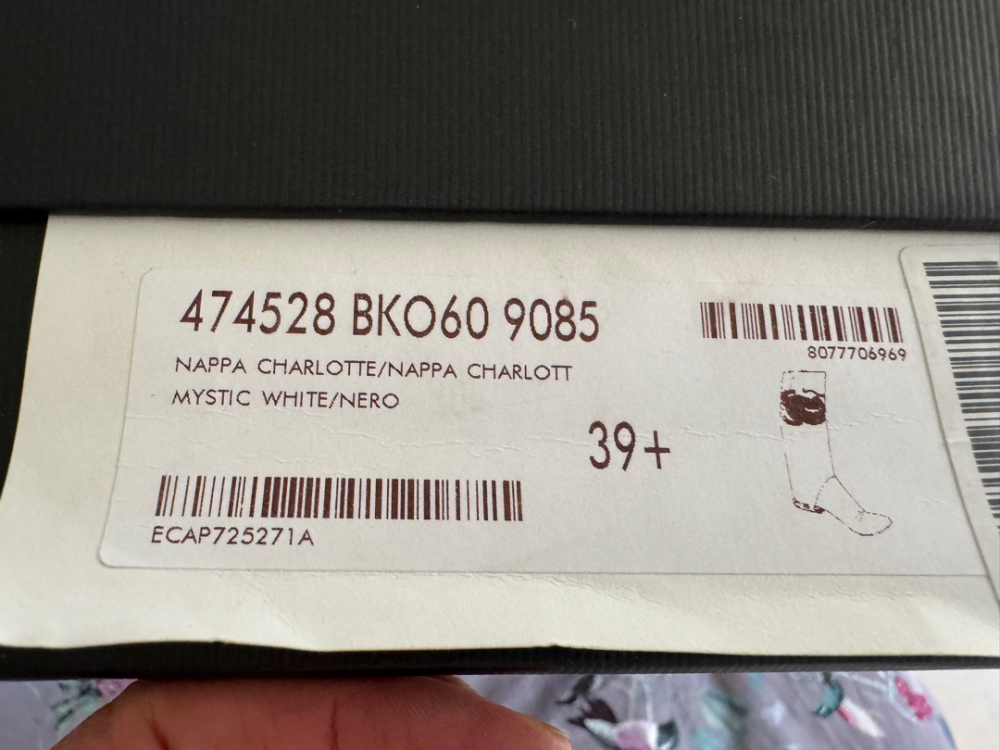 474528 BKO60 9085
NAPPA CHARLOTTE/NAPPA CHARLOTT
MYSTIC WHITE/NERO
8077706969
39+
ECAP725271A